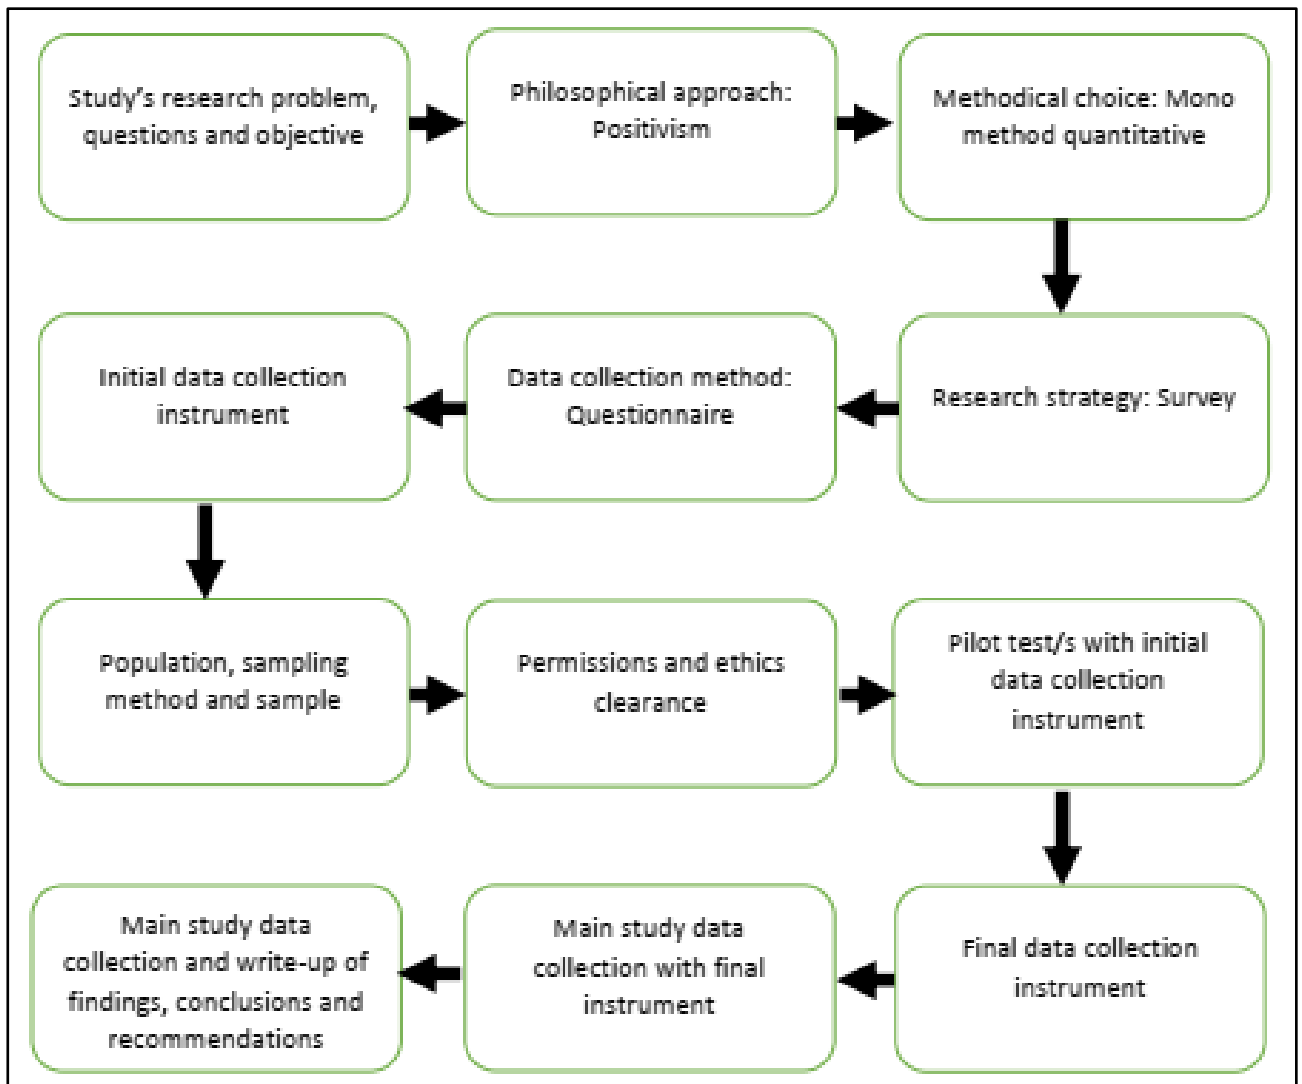 Study's research problem,
questions and objective
Philosophical approach:
Positivism
Methodical choice: Mono
method quantitative
Research strategy: Survey
Data collection method:
Questionnaire
Initial data collection
instrument
Population, sampling
method and sample
Permissions and ethics
clearance
Pilot test/s with initial
data collection
instrument
Final data collection
instrument
Main study data
collection with final
instrument
Main study data
collection and write-up of
findings, conclusions and
recommendations